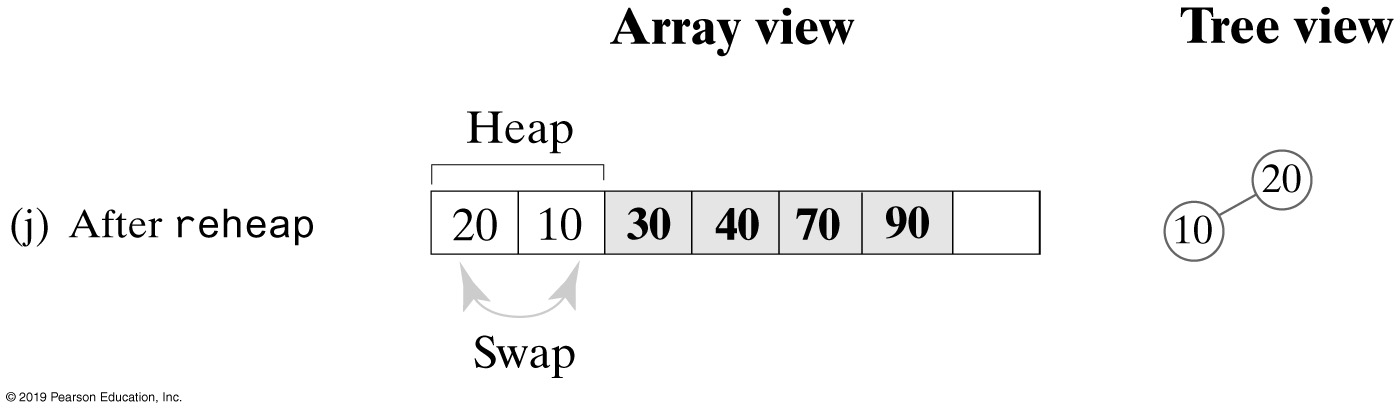 Array view Tree view
Heap
(j) After reheap 20 10 30 40 70 90 20
10
Swap
© 2019 Pearson Education, Inc.